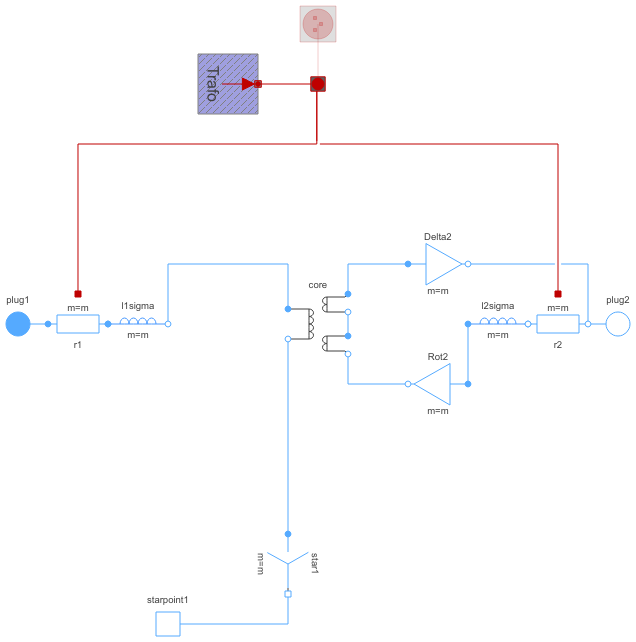 Trafo
Delta2
m=m
core
plug1
m=m
r1
l1sigma
m=m
l2sigma
m=m
m=m
r2
plug2
Rot2
m=m
m=m
star1
starpoint1